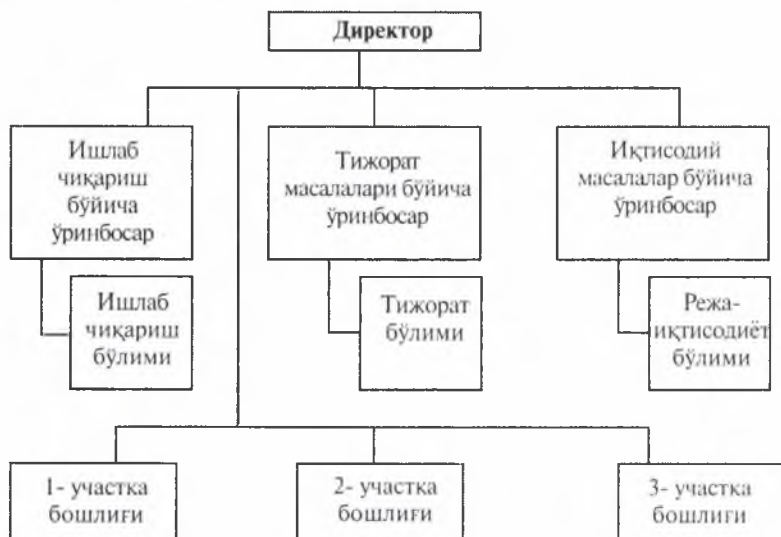 Директор
Ишлаб
чиқариш
бўйича
ўринбосар
Тижорат
масалалари бўйича
ўринбосар
Иқтисодий
масалалар бўйича
ўринбосар
Ишлаб
чиқариш
бўлими
Тижорат
бўлими
Режа-
иқтисодиёт
бўлими
1- участка
бошлиғи
2- участка
бошлиғи
3- участка
бошлиғи